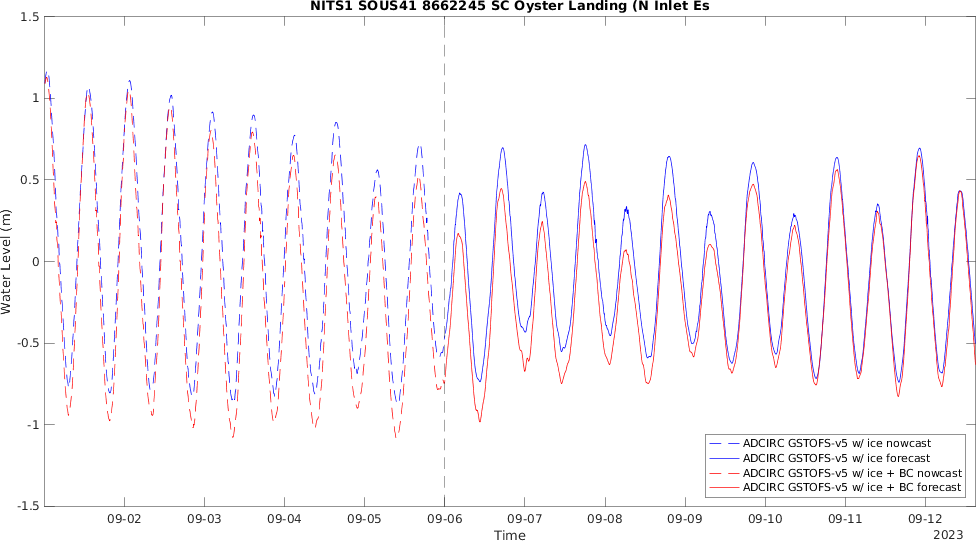 NITS1 SOUS41 8662245 SC Oyster Landing (N Inlet Es
1.5
1
0.5
0
-0.5
-1
-1.5
Water Level (m)
09-02 09-03 09-04 09-05 09-06 09-07 09-08 09-09 09-10 09-11 09-12
Time
2023
ADCIRC GSTOFS-v5 w/ ice nowcast
ADCIRC GSTOFS-v5 w/ ice forecast
ADCIRC GSTOFS-v5 w/ ice + BC nowcast
ADCIRC GSTOFS-v5 w/ ice + BC forecast